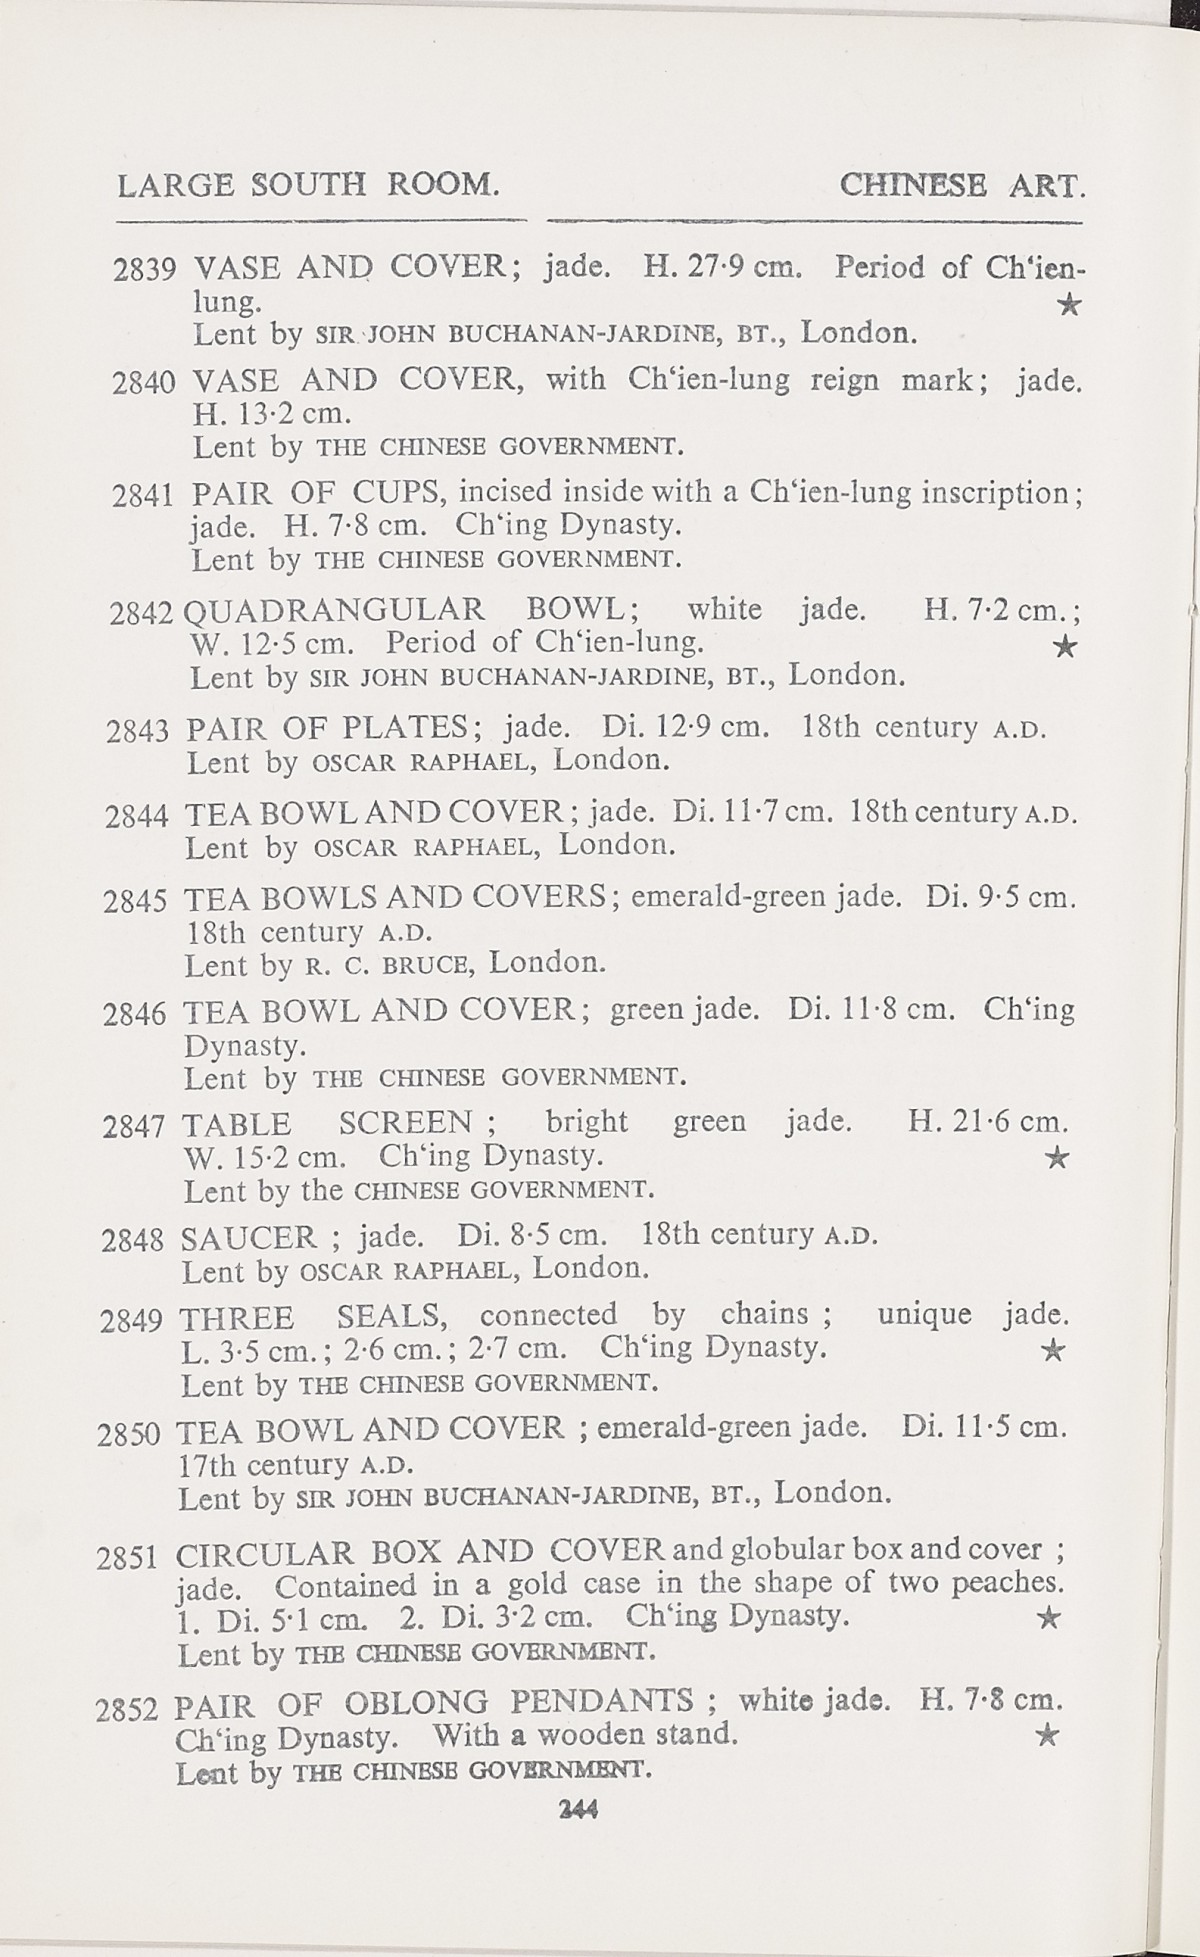 LARGE SOUTH ROOM. CHINESE ART.
2839 VASE AND COVER; jade. H. 27·9 cm. Period of Ch‘ien-
lung. ★
Lent by SIR JOHN BUCHANAN-JARDINE, BT., London.
2840 VASE AND COVER, with Ch‘ien-lung reign mark; jade.
H. 13·2 cm.
Lent by THE CHINESE GOVERNMENT.
2841 PAIR OF CUPS, incised inside with a Ch‘ien-lung inscription;
jade. H. 7·8 cm. Ch‘ing Dynasty.
Lent by THE CHINESE GOVERNMENT.
2842 QUADRANGULAR BOWL; white jade. H. 7·2 cm.;
W. 12·5 cm. Period of Ch‘ien-lung. ★
Lent by SIR JOHN BUCHANAN-JARDINE, BT., London.
2843 PAIR OF PLATES; jade. Di. 12·9 cm. 18th century A.D.
Lent by OSCAR RAPHAEL, London.
2844 TEA BOWL AND COVER; jade. Di. 11·7 cm. 18th century A.D.
Lent by OSCAR RAPHAEL, London.
2845 TEA BOWLS AND COVERS; emerald-green jade. Di. 9·5 cm.
18th century A.D.
Lent by R. C. BRUCE, London.
2846 TEA BOWL AND COVER; green jade. Di. 11·8 cm. Ch‘ing
Dynasty.
Lent by THE CHINESE GOVERNMENT.
2847 TABLE SCREEN; bright green jade. H. 21·6 cm.
W. 15·2 cm. Ch‘ing Dynasty. ★
Lent by the CHINESE GOVERNMENT.
2848 SAUCER; jade. Di. 8·5 cm. 18th century A.D.
Lent by OSCAR RAPHAEL, London.
2849 THREE SEALS, connected by chains; unique jade.
L. 3·5 cm.; 2·6 cm.; 2·7 cm. Ch‘ing Dynasty. ★
Lent by THE CHINESE GOVERNMENT.
2850 TEA BOWL AND COVER; emerald-green jade. Di. 11·5 cm.
17th century A.D.
Lent by SIR JOHN BUCHANAN-JARDINE, BT., London.
2851 CIRCULAR BOX AND COVER and globular box and cover;
jade. Contained in a gold case in the shape of two peaches.
1. Di. 5·1 cm. 2. Di. 3·2 cm. Ch‘ing Dynasty. ★
Lent by THE CHINESE GOVERNMENT.
2852 PAIR OF OBLONG PENDANTS; white jade. H. 7·8 cm.
Ch‘ing Dynasty. With a wooden stand. ★
Lent by THE CHINESE GOVERNMENT.
244